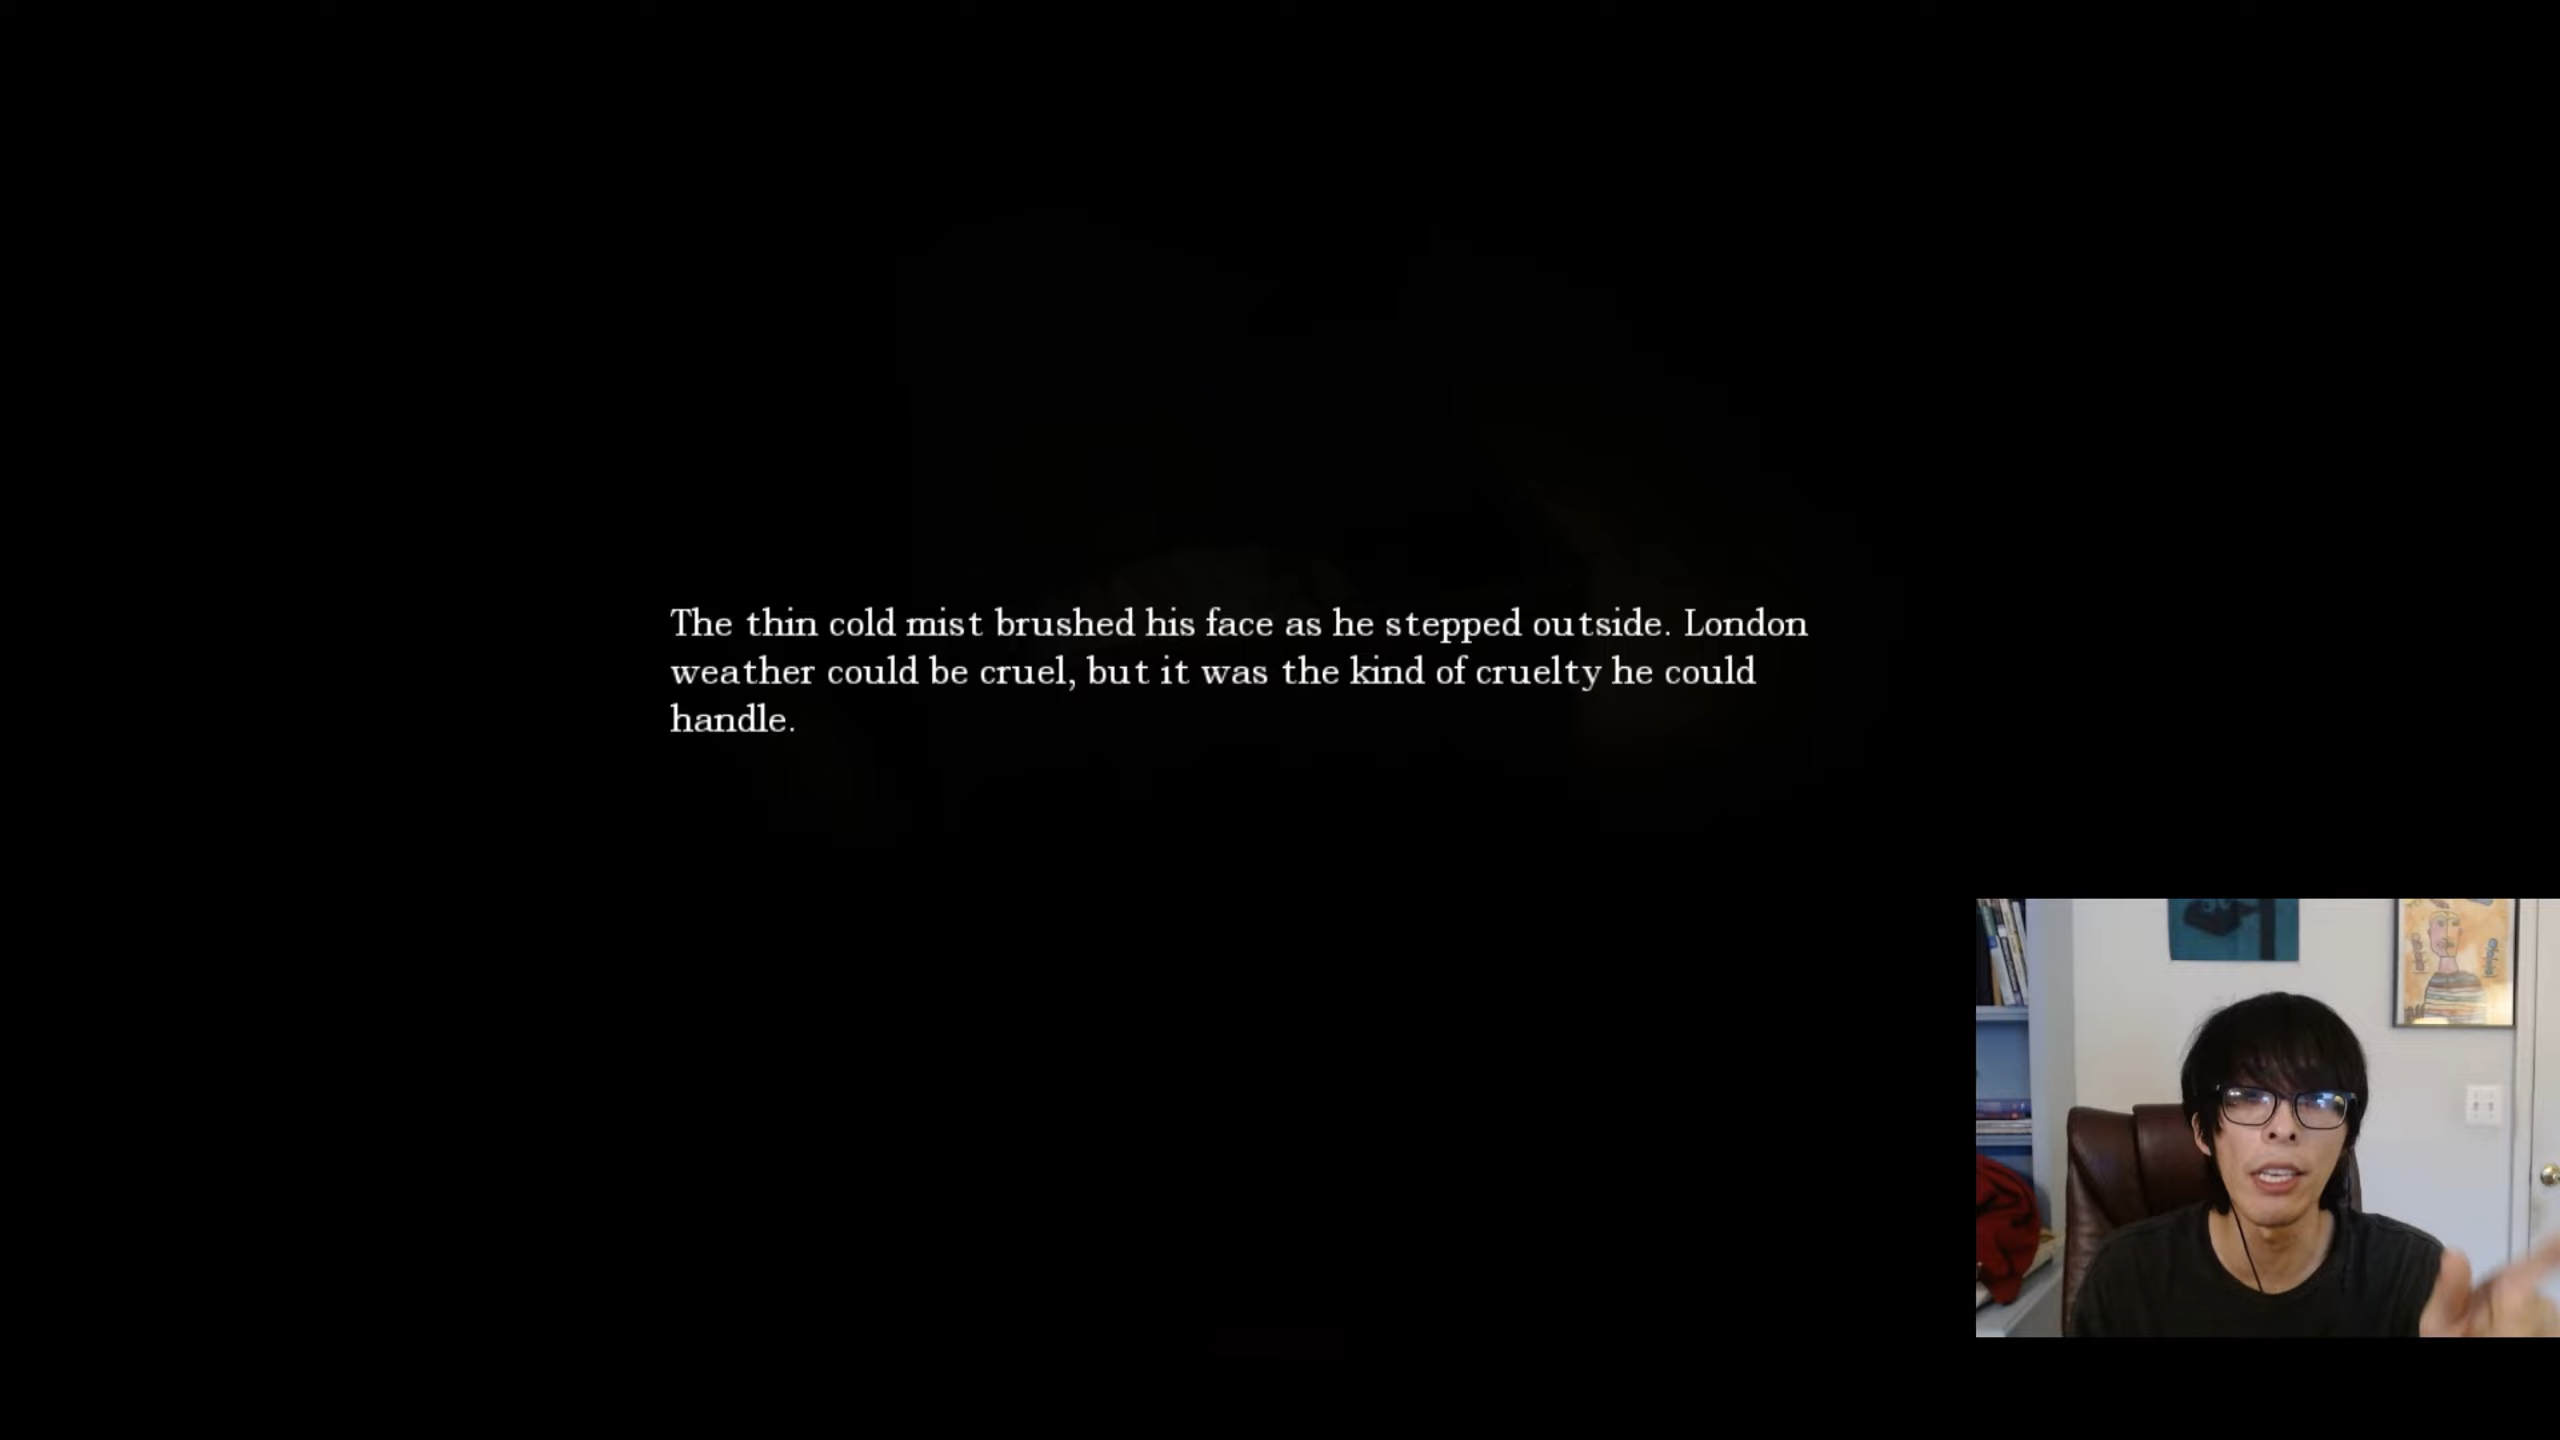 The thin cold mist brushed his face as he stepped outside. London
weather could be cruel, but it was the kind of cruelty he could
handle.